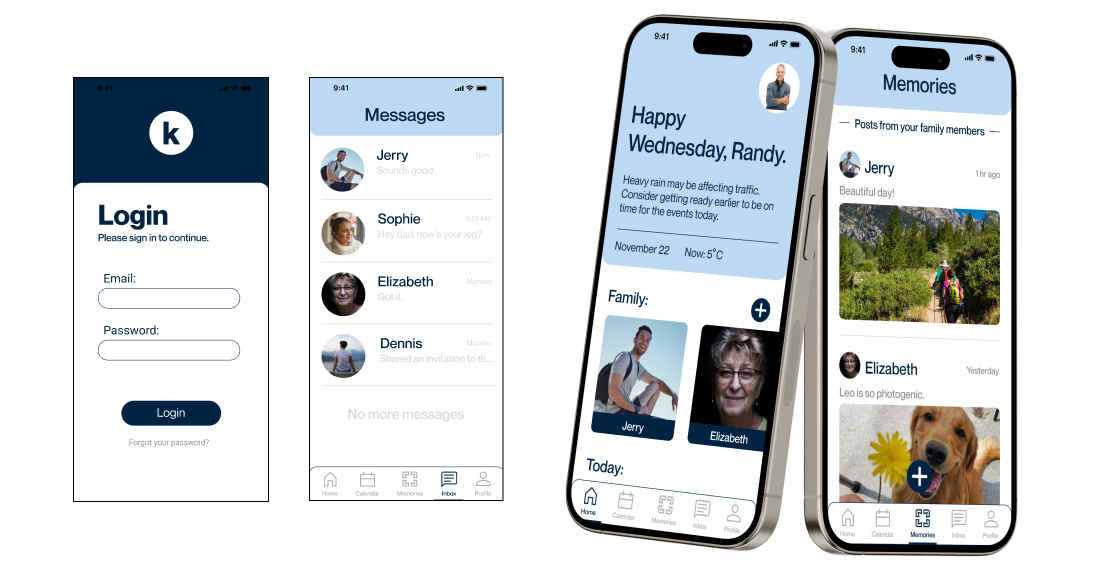 9:41
k
Login
Please sign in to continue.
Email:
Password:
Login
Forgot your password?
9:41
Messages
Jerry
Now
Sounds good
Sophie
8:01 AM
Hey dad, how's your leg?
Elizabeth
Monday
Got it.
Dennis
Monday
Shared an invitation to th...
No more messages
Home
Calendar
Memories
Inbox
Profile
9:41
Happy
Wednesday, Randy.
Heavy rain may be affecting traffic.
Consider getting ready earlier to be on
time for the events today.
November 22
Now: 5°C
Family:
Jerry
Elizabeth
Today:
Home
Calendar
Memories
Inbox
Profile
9:41
Memories
Posts from your family members
Jerry
1 hr ago
Beautiful day!
Elizabeth
Yesterday
Leo is so photogenic.
Home
Calendar
Memories
Inbox
Profile